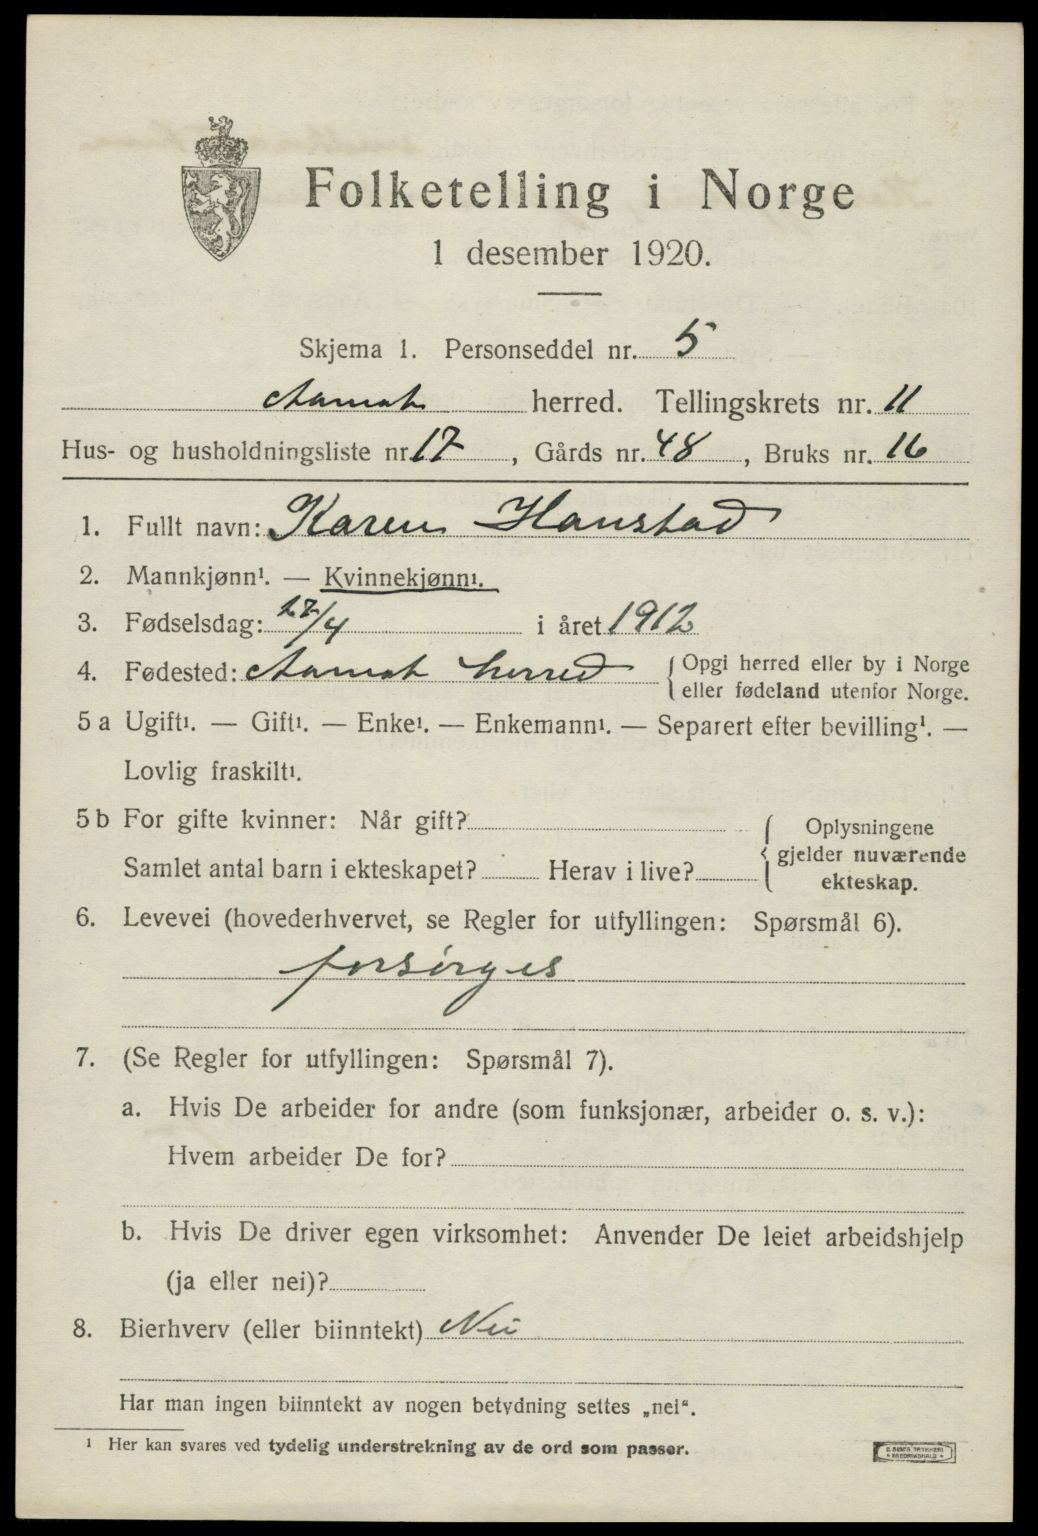 Folketelling i Norge
1 desember 1920.
Skjema 1. Personseddel nr. 5
Aamot herred. Tellingskrets nr. 11
Hus- og husholdningsliste nr. 17, Gårds nr. 48, Bruks nr. 16
1. Fullt navn: Karen Hanstad
2. Mannkjønn¹. — Kvinnekjønn¹.
3. Fødselsdag: 27/4 i året 1912
4. Fødested: Aamot herred {Opgi herred eller by i Norge
eller fødeland utenfor Norge.
5 a Ugift¹. — Gift¹. — Enke¹. — Enkemann¹. — Separert efter bevilling¹. —
Lovlig fraskilt¹.
5 b For gifte kvinner: Når gift?
Samlet antal barn i ekteskapet? Herav i live?
{Oplysningene
gjelder nuværende
ekteskap.
6. Levevei (hovederhvervet, se Regler for utfyllingen: Spørsmål 6).
forsørges
7. (Se Regler for utfyllingen: Spørsmål 7).
a. Hvis De arbeider for andre (som funksjonær, arbeider o. s. v.):
Hvem arbeider De for?
b. Hvis De driver egen virksomhet: Anvender De leiet arbeidshjelp
(ja eller nei)?
8. Bierhverv (eller biinntekt) Nei
Har man ingen biinntekt av nogen betydning settes „nei“.
¹ Her kan svares ved tydelig understrekning av de ord som passer.